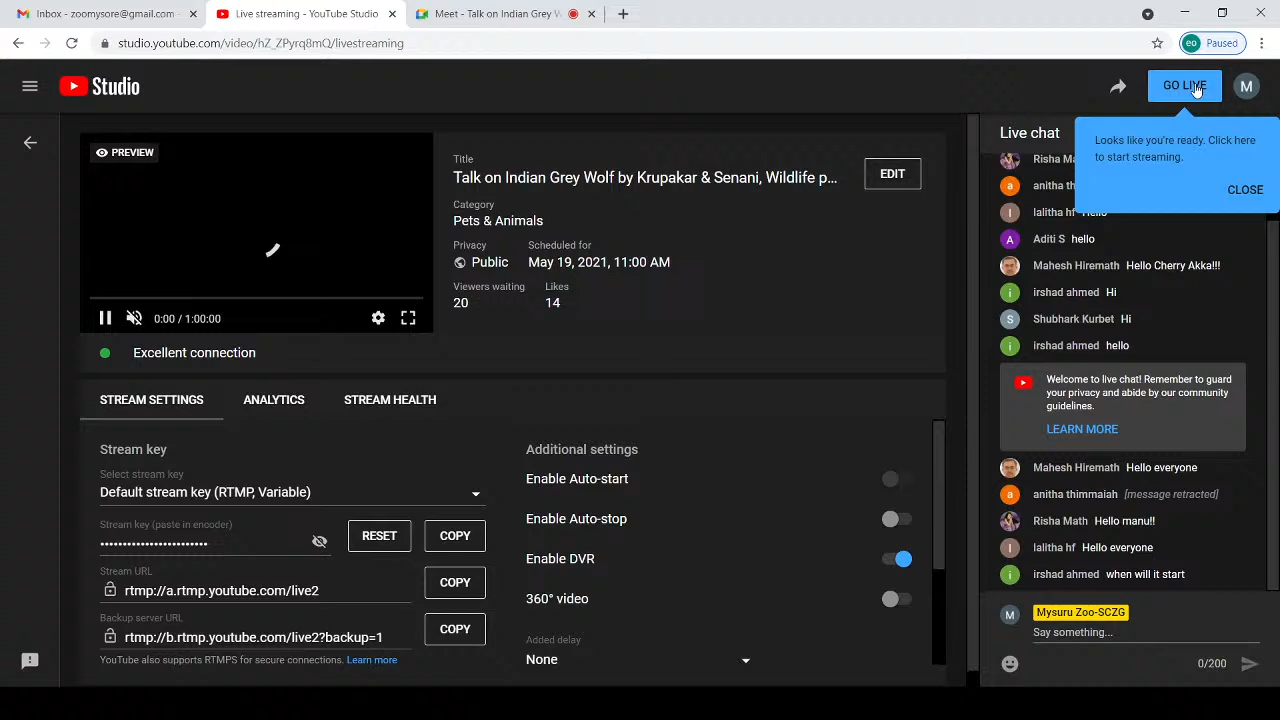 Inbox - zoomysore@gmail.com -
Live streaming - YouTube Studio
Meet - Talk on Indian Grey W
studio.youtube.com/video/hZ_ZPyrq8mQ/livestreaming
eo
Paused
Studio
GO LIVE
M
Looks like you're ready. Click here
to start streaming.
CLOSE
PREVIEW
0:00 / 1:00:00
Excellent connection
Title
Talk on Indian Grey Wolf by Krupakar & Senani, Wildlife p...
EDIT
Category
Pets & Animals
Privacy
Public
Scheduled for
May 19, 2021, 11:00 AM
Viewers waiting
20
Likes
14
STREAM SETTINGS
ANALYTICS
STREAM HEALTH
Stream key
Select stream key
Default stream key (RTMP, Variable)
Stream key (paste in encoder)
••••••••••••••••••••••••
RESET
COPY
Stream URL
rtmp://a.rtmp.youtube.com/live2
COPY
Backup server URL
rtmp://b.rtmp.youtube.com/live2?backup=1
COPY
YouTube also supports RTMPS for secure connections. Learn more
Additional settings
Enable Auto-start
Enable Auto-stop
Enable DVR
360° video
Added delay
None
Live chat
Risha Ma
a anitha th
l lalitha hf Hello
A Aditi S hello
Mahesh Hiremath Hello Cherry Akka!!!
i irshad ahmed Hi
S Shubhark Kurbet Hi
i irshad ahmed hello
Welcome to live chat! Remember to guard
your privacy and abide by our community
guidelines.
LEARN MORE
Mahesh Hiremath Hello everyone
a anitha thimmaiah [message retracted]
Risha Math Hello manu!!
l lalitha hf Hello everyone
i irshad ahmed when will it start
M Mysuru Zoo-SCZG
Say something...
0/200